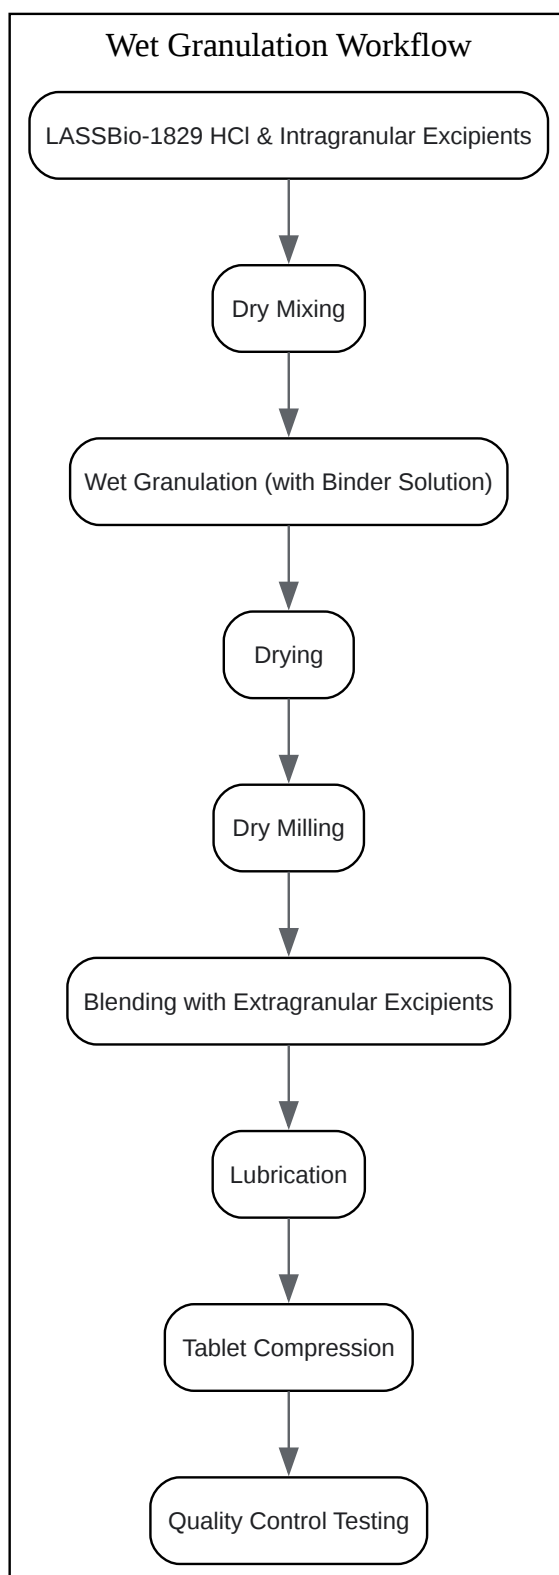 Wet Granulation Workflow
LASSBio-1829 HCl & Intragranular Excipients
Dry Mixing
Wet Granulation (with Binder Solution)
Drying
Dry Milling
Blending with Extragranular Excipients
Lubrication
Tablet Compression
Quality Control Testing